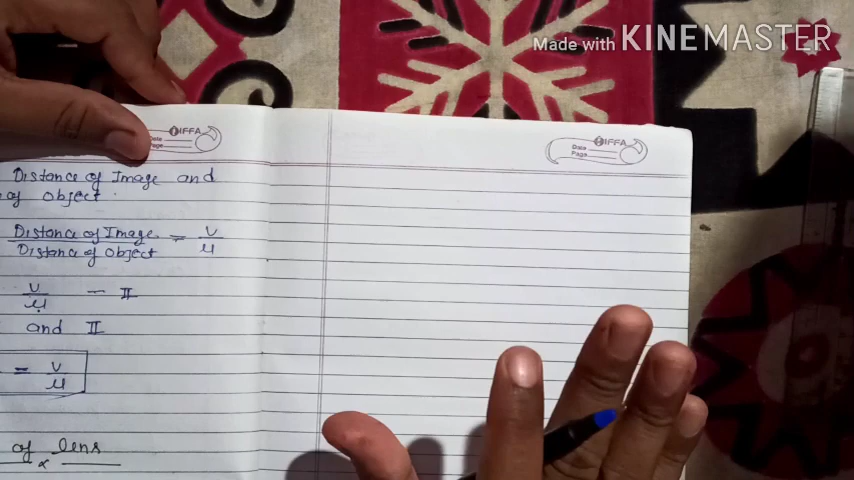 Made with KINEMASTER
IFFA
Date
Page
HIFFA
Date
Page
Distance of Image and
of object.
Distance of Image = v
Distance of object μ
v/μ - II
and II
= v/μ
of lens